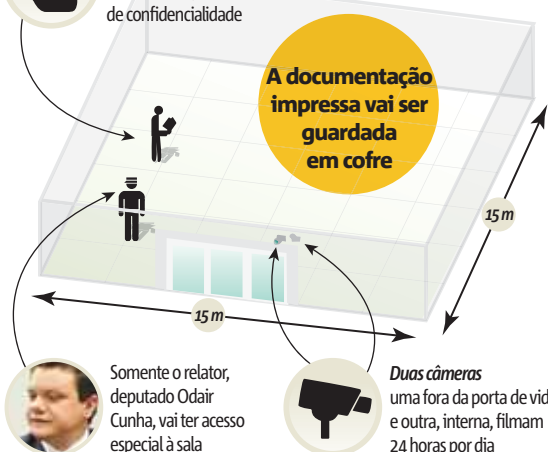 de confidencialidade
A documentação
impressa vai ser
guardada
em cofre
15 m
15 m
Somente o relator,
deputado Odair
Cunha, vai ter acesso
especial à sala
Duas câmeras
uma fora da porta de vid
e outra, interna, filmam
24 horas por dia